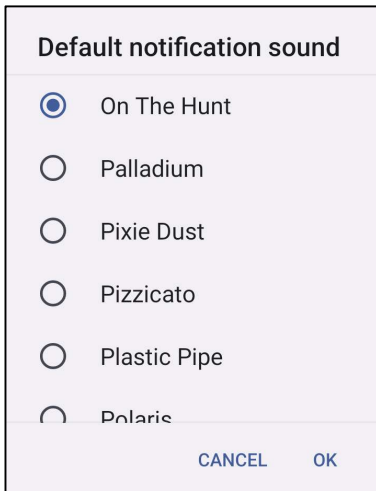 Default notification sound
On The Hunt
Palladium
Pixie Dust
Pizzicato
Plastic Pipe
Polaris
CANCEL OK